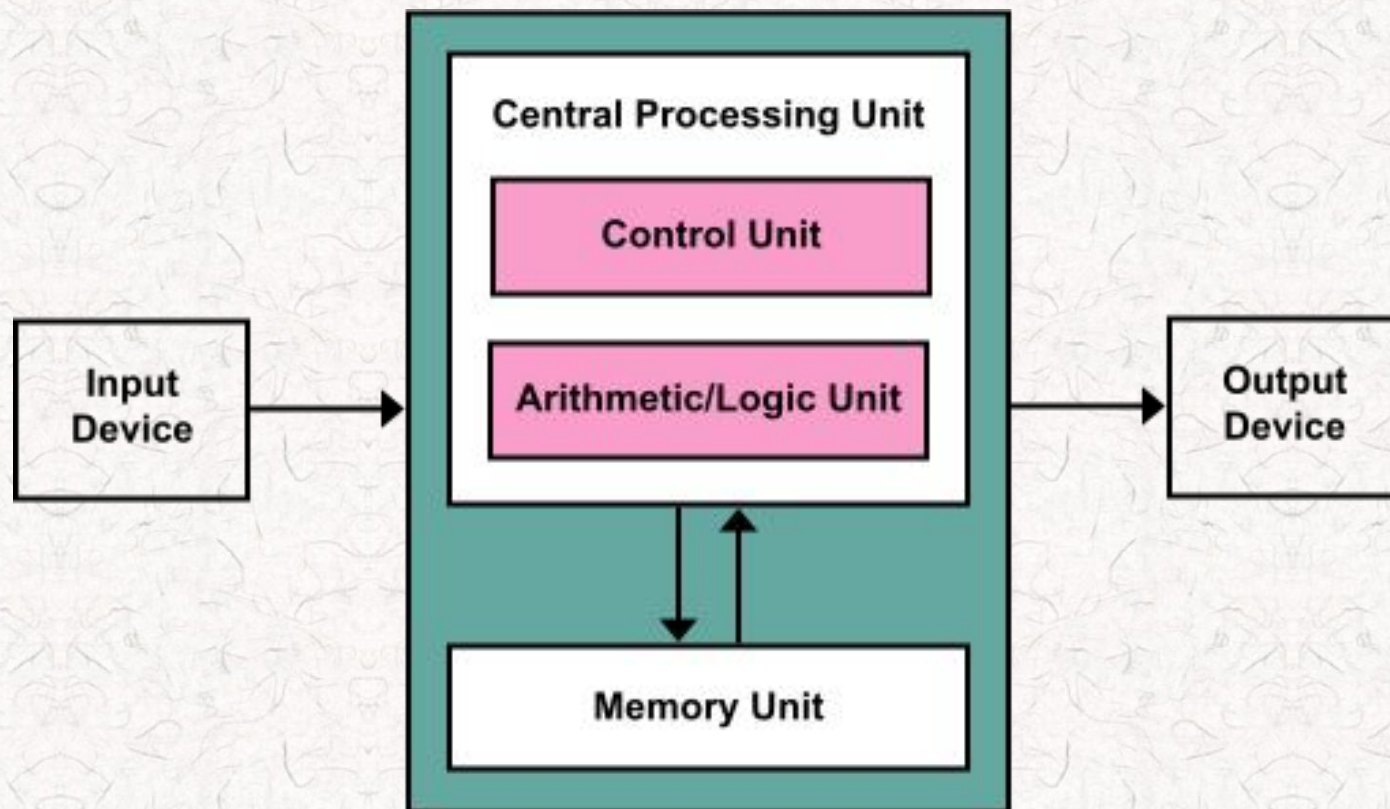 Central Processing Unit
Control Unit
Arithmetic/Logic Unit
Input
Device
Output
Device
Memory Unit